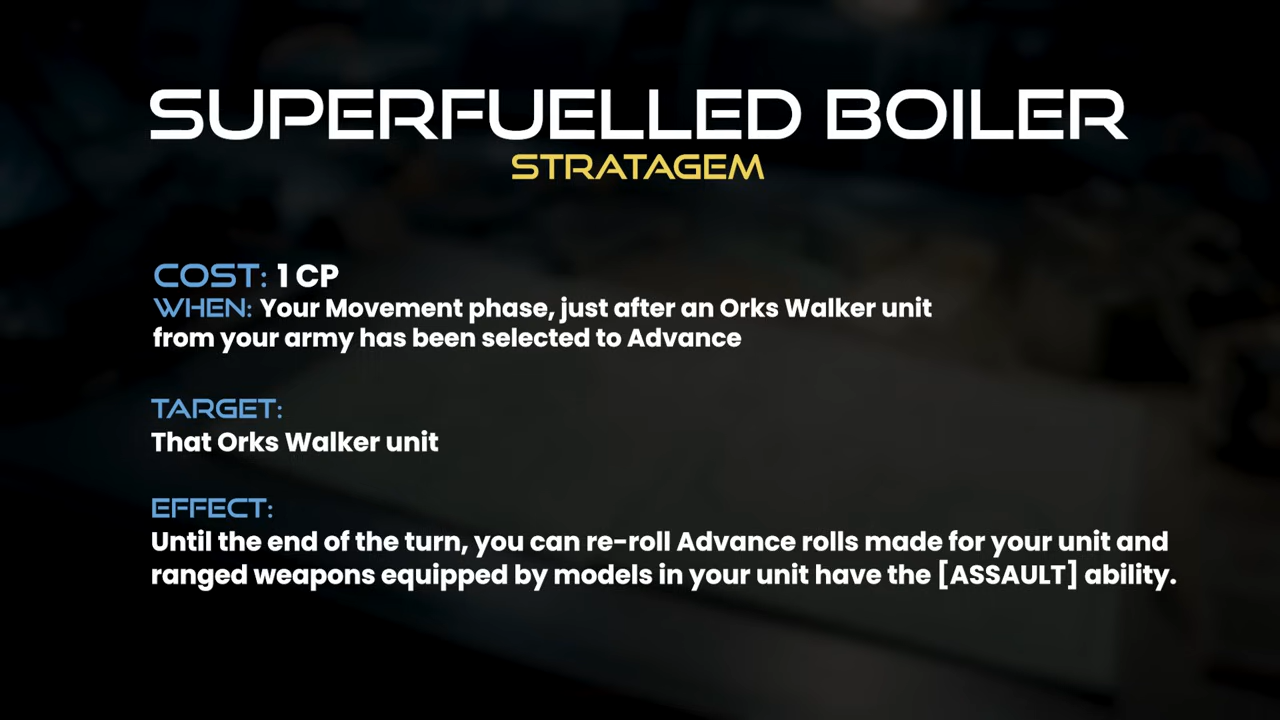 SUPERFUELLED BOILER
STRATAGEM
COST: 1 CP
WHEN: Your Movement phase, just after an Orks Walker unit
from your army has been selected to Advance
TARGET:
That Orks Walker unit
EFFECT:
Until the end of the turn, you can re-roll Advance rolls made for your unit and
ranged weapons equipped by models in your unit have the [ASSAULT] ability.